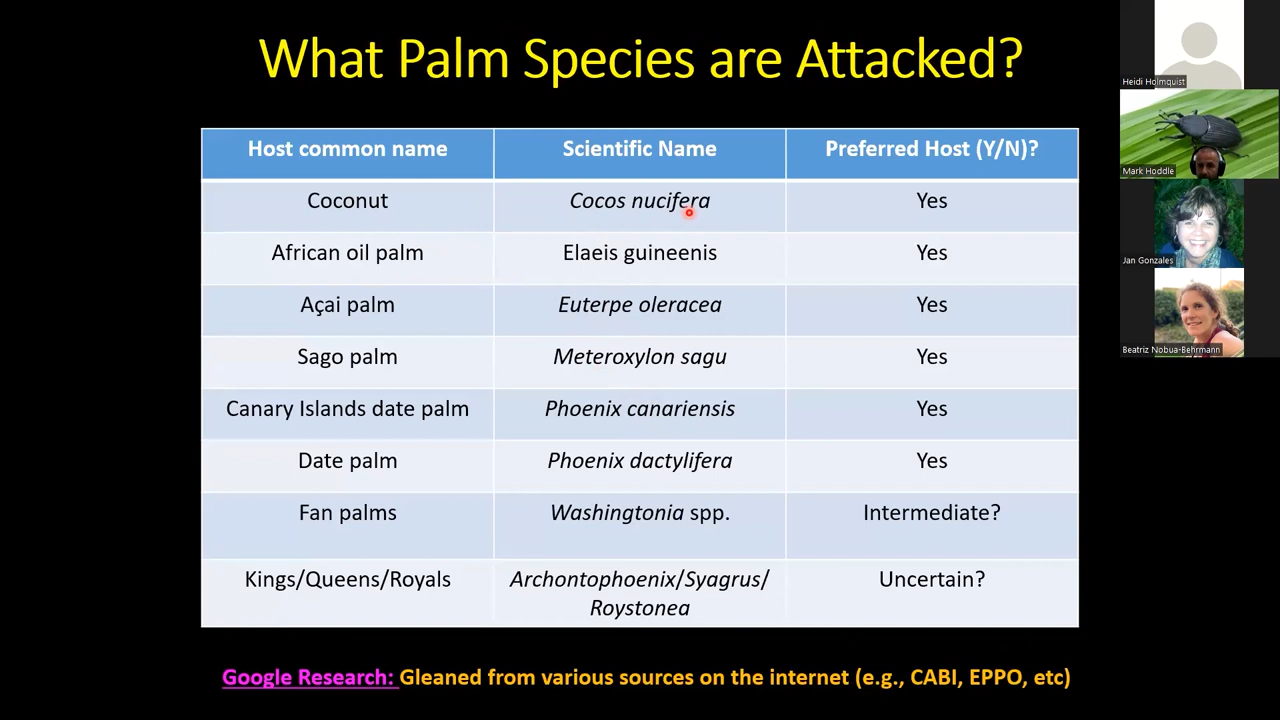 What Palm Species are Attacked?
Host common name Scientific Name Preferred Host (Y/N)?
Coconut Cocos nucifera Yes
African oil palm Elaeis guineenis Yes
Açai palm Euterpe oleracea Yes
Sago palm Meteroxylon sagu Yes
Canary Islands date palm Phoenix canariensis Yes
Date palm Phoenix dactylifera Yes
Fan palms Washingtonia spp. Intermediate?
Kings/Queens/Royals Archontophoenix/Syagrus/ Uncertain?
Roystonea
Google Research: Gleaned from various sources on the internet (e.g., CABI, EPPO, etc)
Heidi Holmquist
Mark Hoddle
Jan Gonzales
Beatriz Nobua-Behrmann